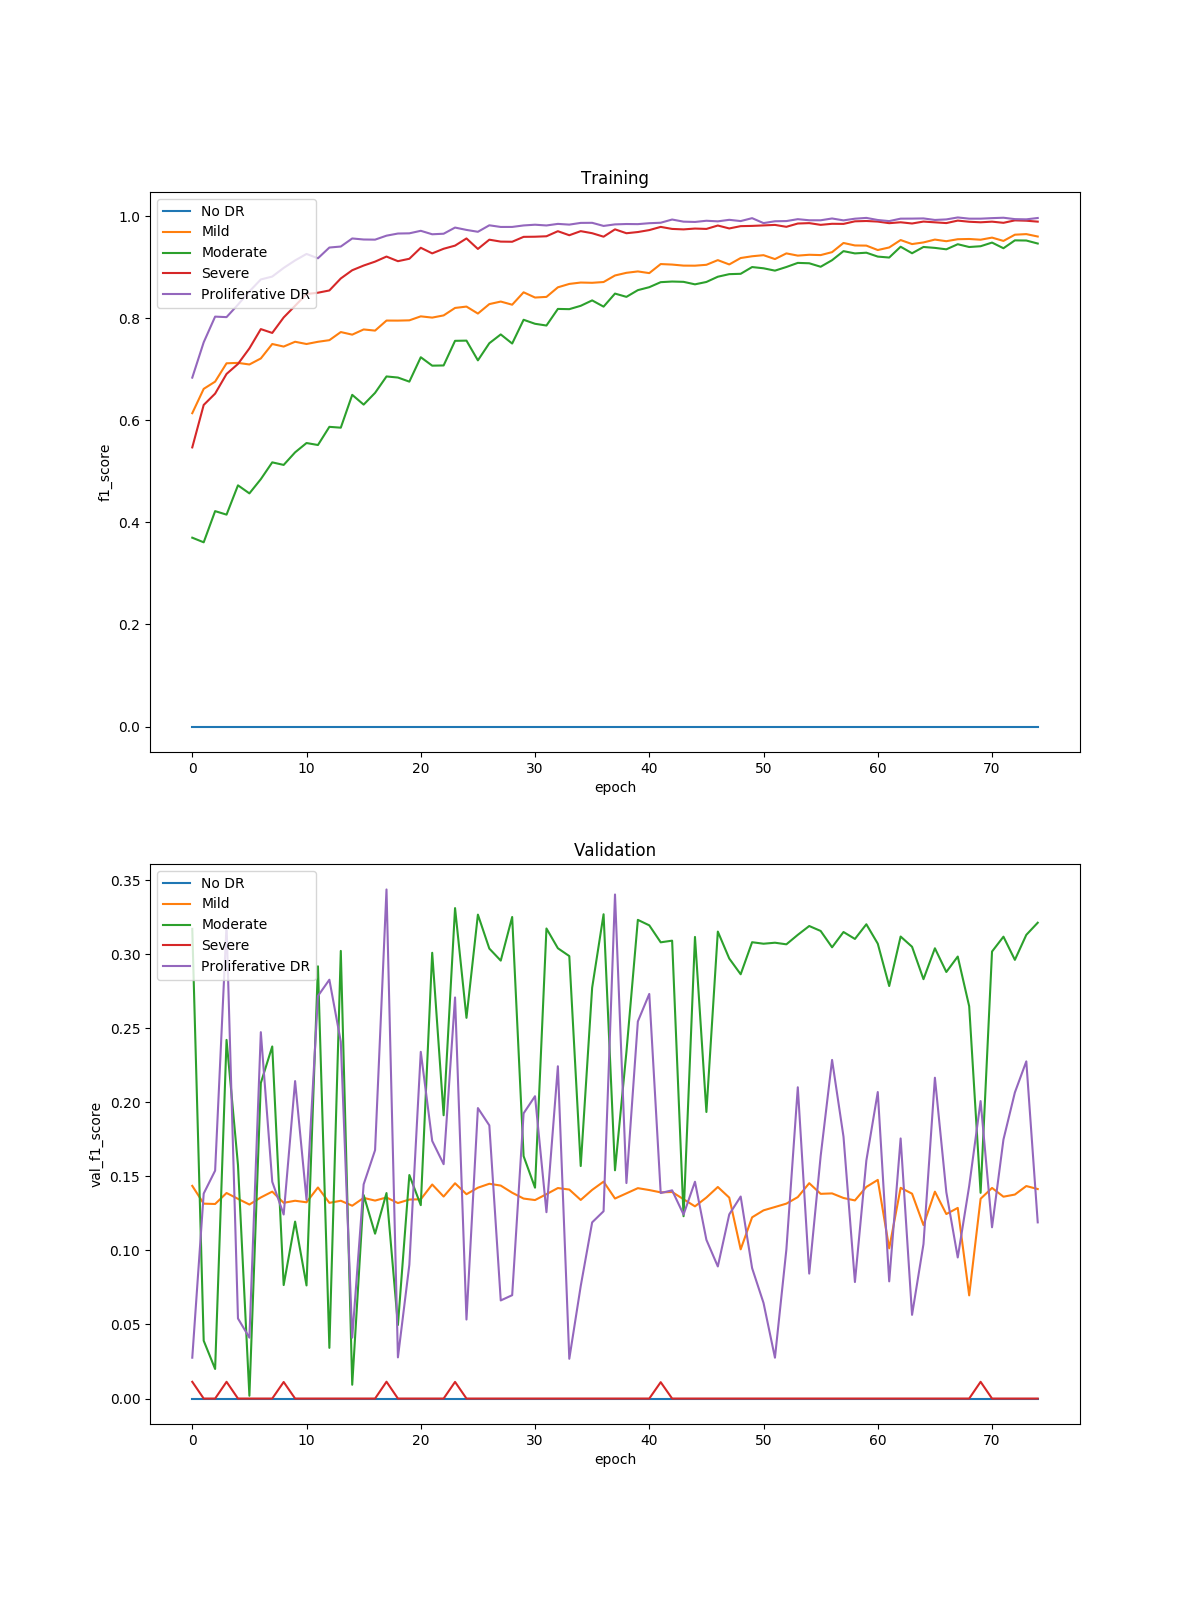 Training
No DR
Mild
Moderate
Severe
Proliferative DR
1.0
0.8
0.6
0.4
0.2
0.0
f1_score
0 10 20 30 40 50 60 70
epoch
Validation
No DR
Mild
Moderate
Severe
Proliferative DR
0.35
0.30
0.25
0.20
0.15
0.10
0.05
0.00
val_f1_score
0 10 20 30 40 50 60 70
epoch